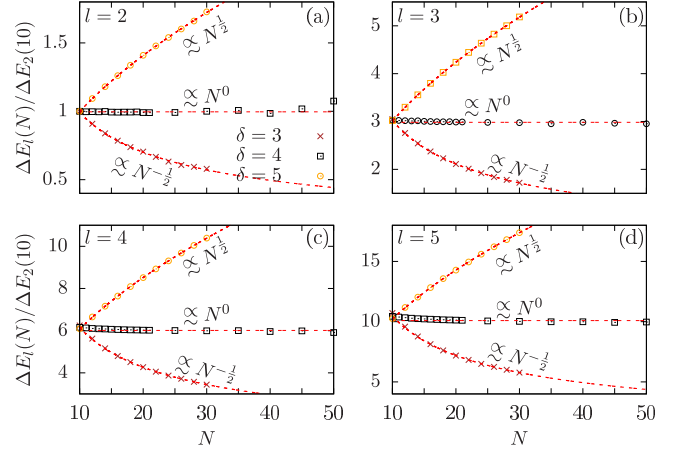 l = 2
(a)
1.5
1
0.5
ΔE_l(N)/ΔE_2(10)
∝~ N^{1/2}
∝~ N^0
∝~ N^{-1/2}
δ = 3
δ = 4
δ = 5
l = 3
(b)
5
4
3
2
∝~ N^{1/2}
∝~ N^0
∝~ N^{-1/2}
l = 4
(c)
10
8
6
4
ΔE_l(N)/ΔE_2(10)
∝~ N^{1/2}
∝~ N^0
∝~ N^{-1/2}
10 20 30 40 50
N
l = 5
(d)
15
10
5
∝~ N^{1/2}
∝~ N^0
∝~ N^{-1/2}
10 20 30 40 50
N